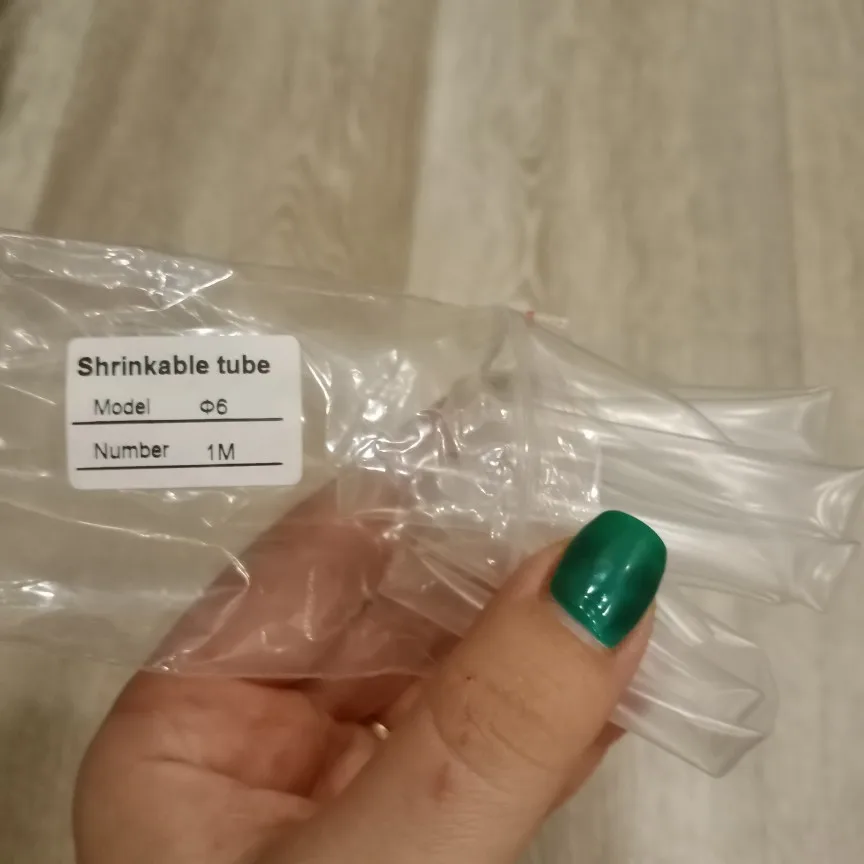 Shrinkable tube
Model Φ6
Number 1M